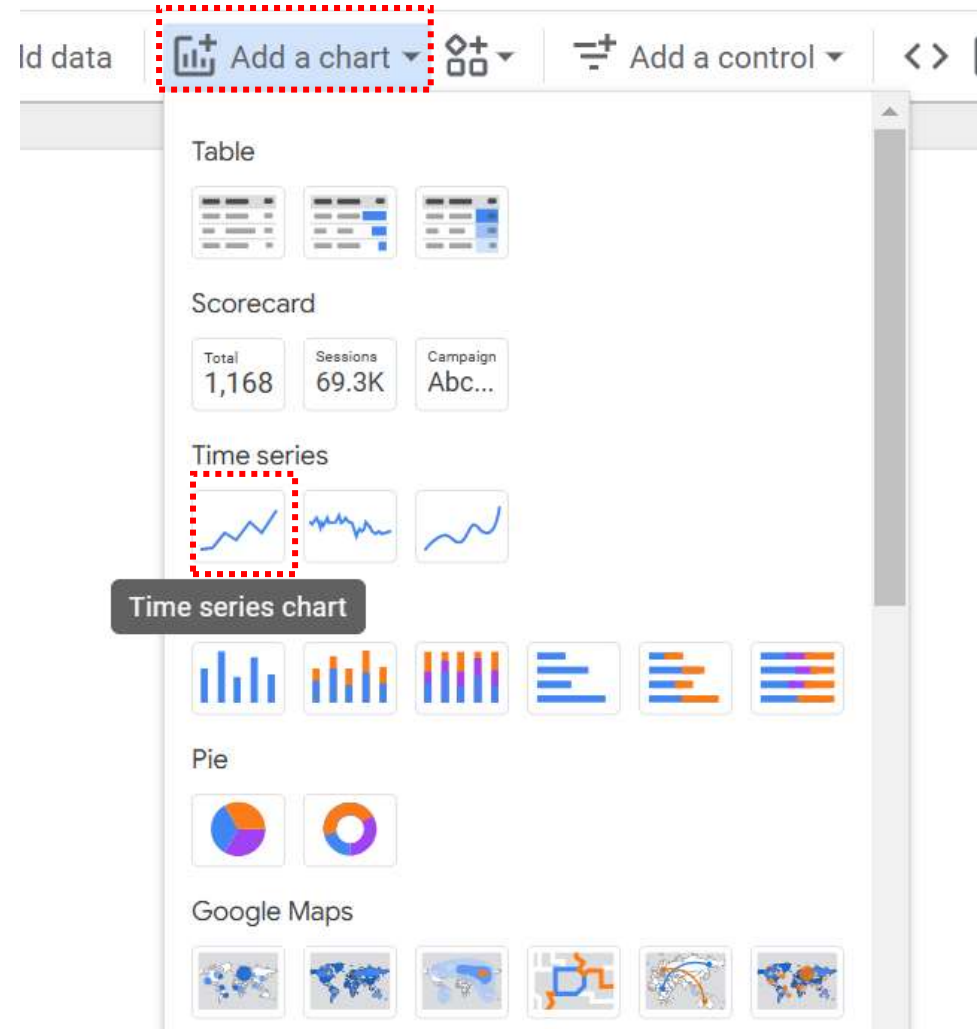 ld data
Add a chart
Add a control
Table
Scorecard
Total
1,168
Sessions
69.3K
Campaign
Abc...
Time series
Time series chart
Pie
Google Maps